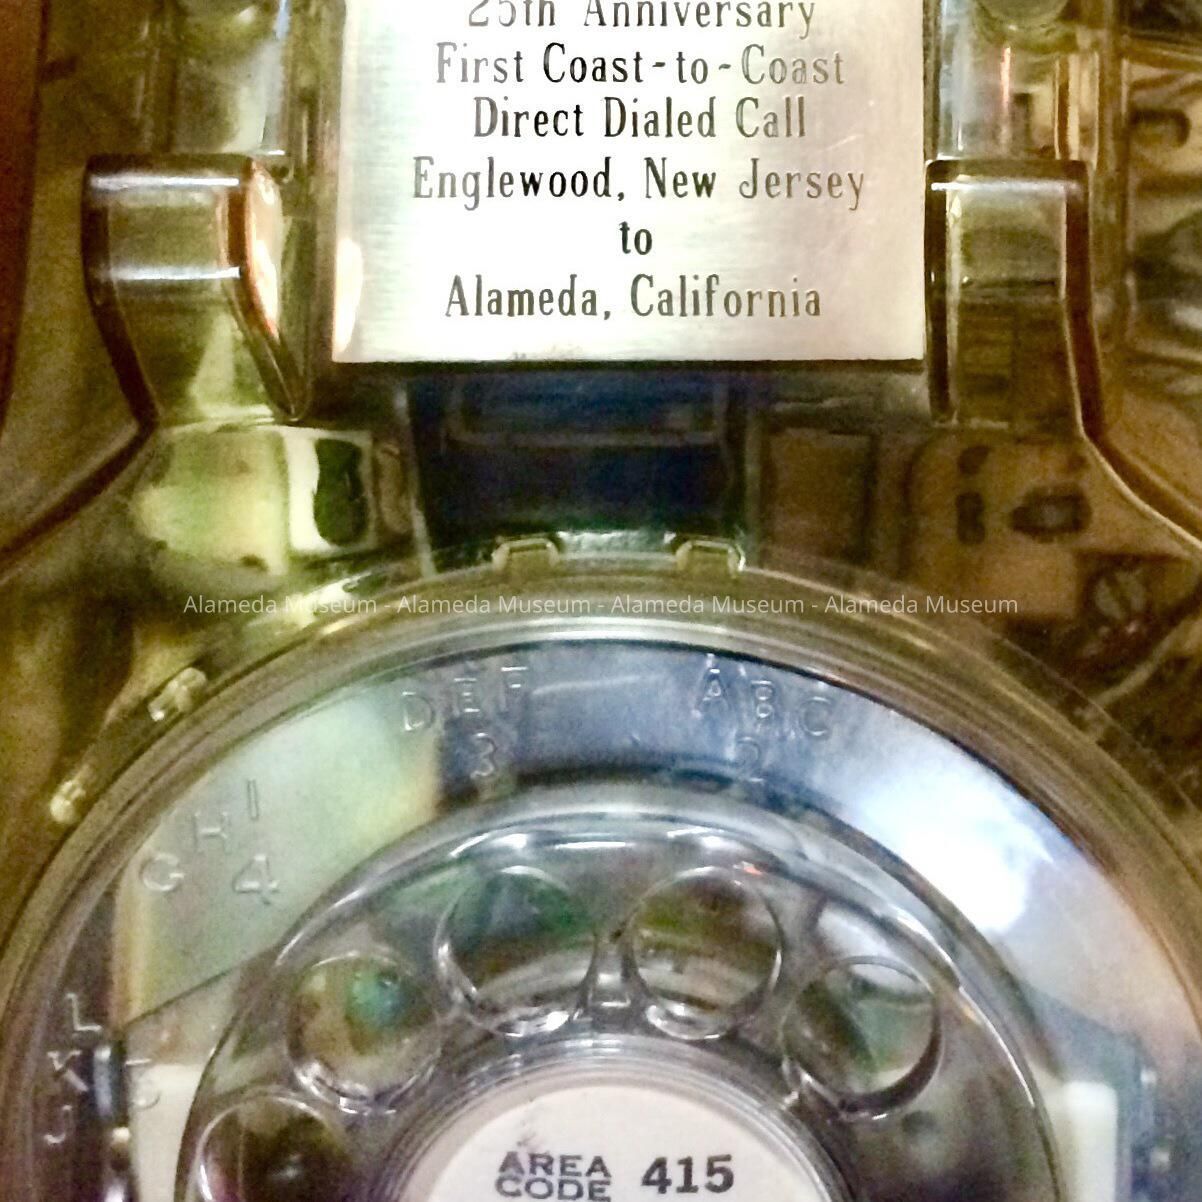 25th Anniversary
First Coast-to-Coast
Direct Dialed Call
Englewood, New Jersey
to
Alameda, California
Alameda Museum - Alameda Museum - Alameda Museum - Alameda Museum
DEF
3
ABC
2
GHI
4
JKL
5
AREA CODE 415